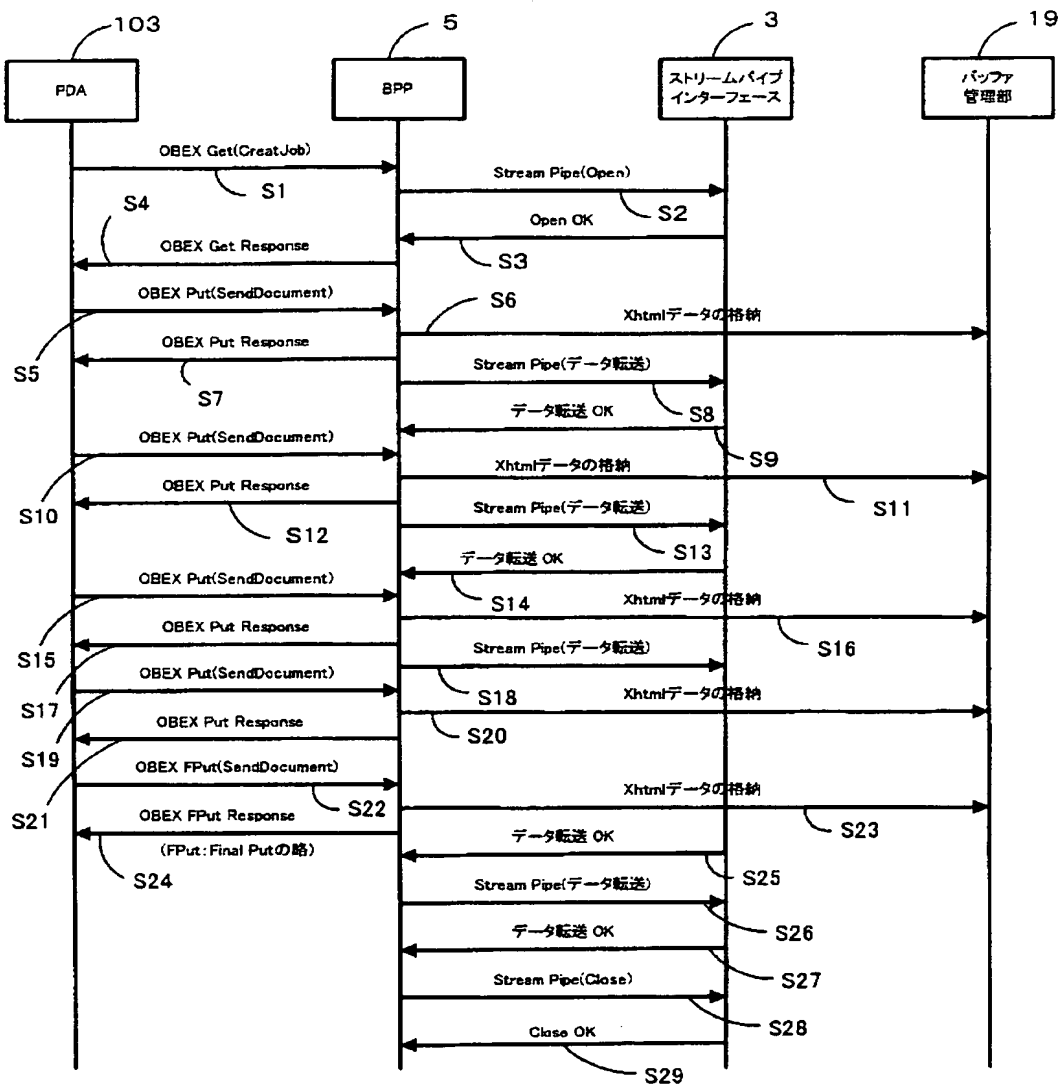 103
5
3
19
PDA
BPP
ストリームパイプ
インターフェース
バッファ
管理部
OBEX Get(CreatJob)
S1
Stream Pipe(Open)
S2
S4
Open OK
S3
OBEX Get Response
OBEX Put(SendDocument)
S5
S6
Xhtmlデータの格納
OBEX Put Response
S7
Stream Pipe(データ転送)
S8
データ転送 OK
S9
OBEX Put(SendDocument)
S10
Xhtmlデータの格納
S11
OBEX Put Response
S12
Stream Pipe(データ転送)
S13
データ転送 OK
S14
OBEX Put(SendDocument)
S15
Xhtmlデータの格納
S16
OBEX Put Response
S17
Stream Pipe(データ転送)
S18
OBEX Put(SendDocument)
S19
Xhtmlデータの格納
S20
OBEX Put Response
S21
OBEX FPut(SendDocument)
S22
Xhtmlデータの格納
S23
OBEX FPut Response
(FPut:Final Putの略)
S24
データ転送 OK
S25
Stream Pipe(データ転送)
S26
データ転送 OK
S27
Stream Pipe(Close)
S28
Close OK
S29